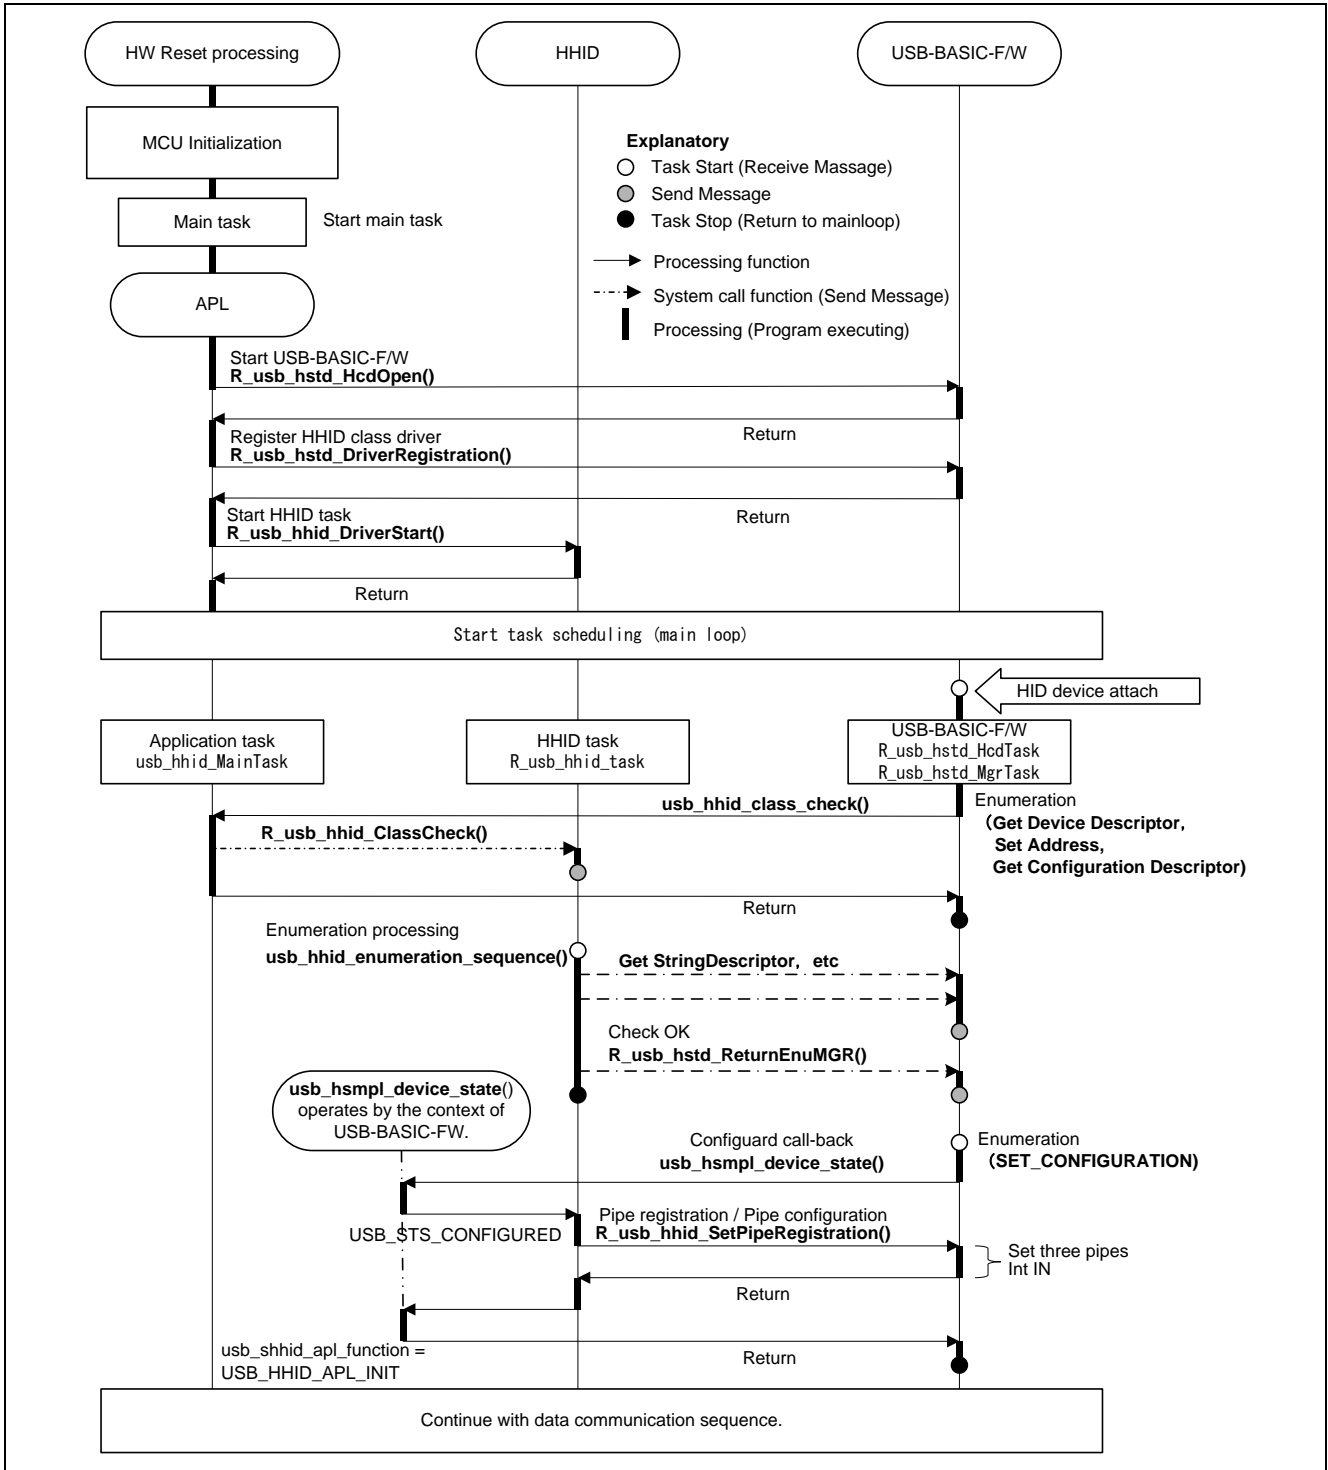 HW Reset processing
HHID
USB-BASIC-F/W
MCU Initialization
Explanatory
Task Start (Receive Massage)
Send Message
Task Stop (Return to mainloop)
Main task
Start main task
Processing function
System call function (Send Message)
Processing (Program executing)
APL
Start USB-BASIC-F/W
R_usb_hstd_HcdOpen()
Return
Register HHID class driver
R_usb_hstd_DriverRegistration()
Return
Start HHID task
R_usb_hhid_DriverStart()
Return
Start task scheduling (main loop)
HID device attach
Application task
usb_hhid_MainTask
HHID task
R_usb_hhid_task
USB-BASIC-F/W
R_usb_hstd_HcdTask
R_usb_hstd_MgrTask
usb_hhid_class_check()
Enumeration
(Get Device Descriptor,
Set Address,
Get Configuration Descriptor)
R_usb_hhid_ClassCheck()
Return
Enumeration processing
usb_hhid_enumeration_sequence()
Get StringDescriptor, etc
Check OK
R_usb_hstd_ReturnEnuMGR()
usb_hsmpl_device_state()
operates by the context of
USB-BASIC-FW.
Configuard call-back
usb_hsmpl_device_state()
Enumeration
(SET_CONFIGURATION)
USB_STS_CONFIGURED
Pipe registration / Pipe configuration
R_usb_hhid_SetPipeRegistration()
Set three pipes
Int IN
Return
usb_shhid_apl_function =
USB_HHID_APL_INIT
Return
Continue with data communication sequence.